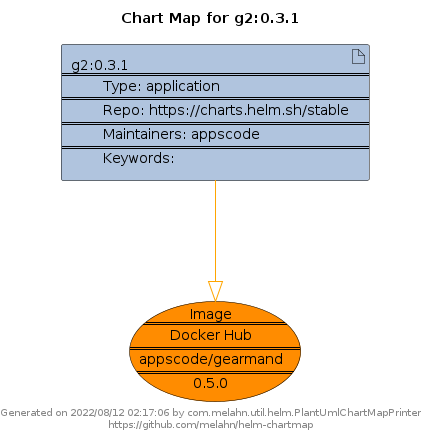 Chart Map for g2:0.3.1
g2:0.3.1
Type: application
Repo: https://charts.helm.sh/stable
Maintainers: appscode
Keywords:
Image
Docker Hub
appscode/gearmand
0.5.0
Generated on 2022/08/12 02:17:06 by com.melahn.util.helm.PlantUmlChartMapPrinter
https://github.com/melahn/helm-chartmap